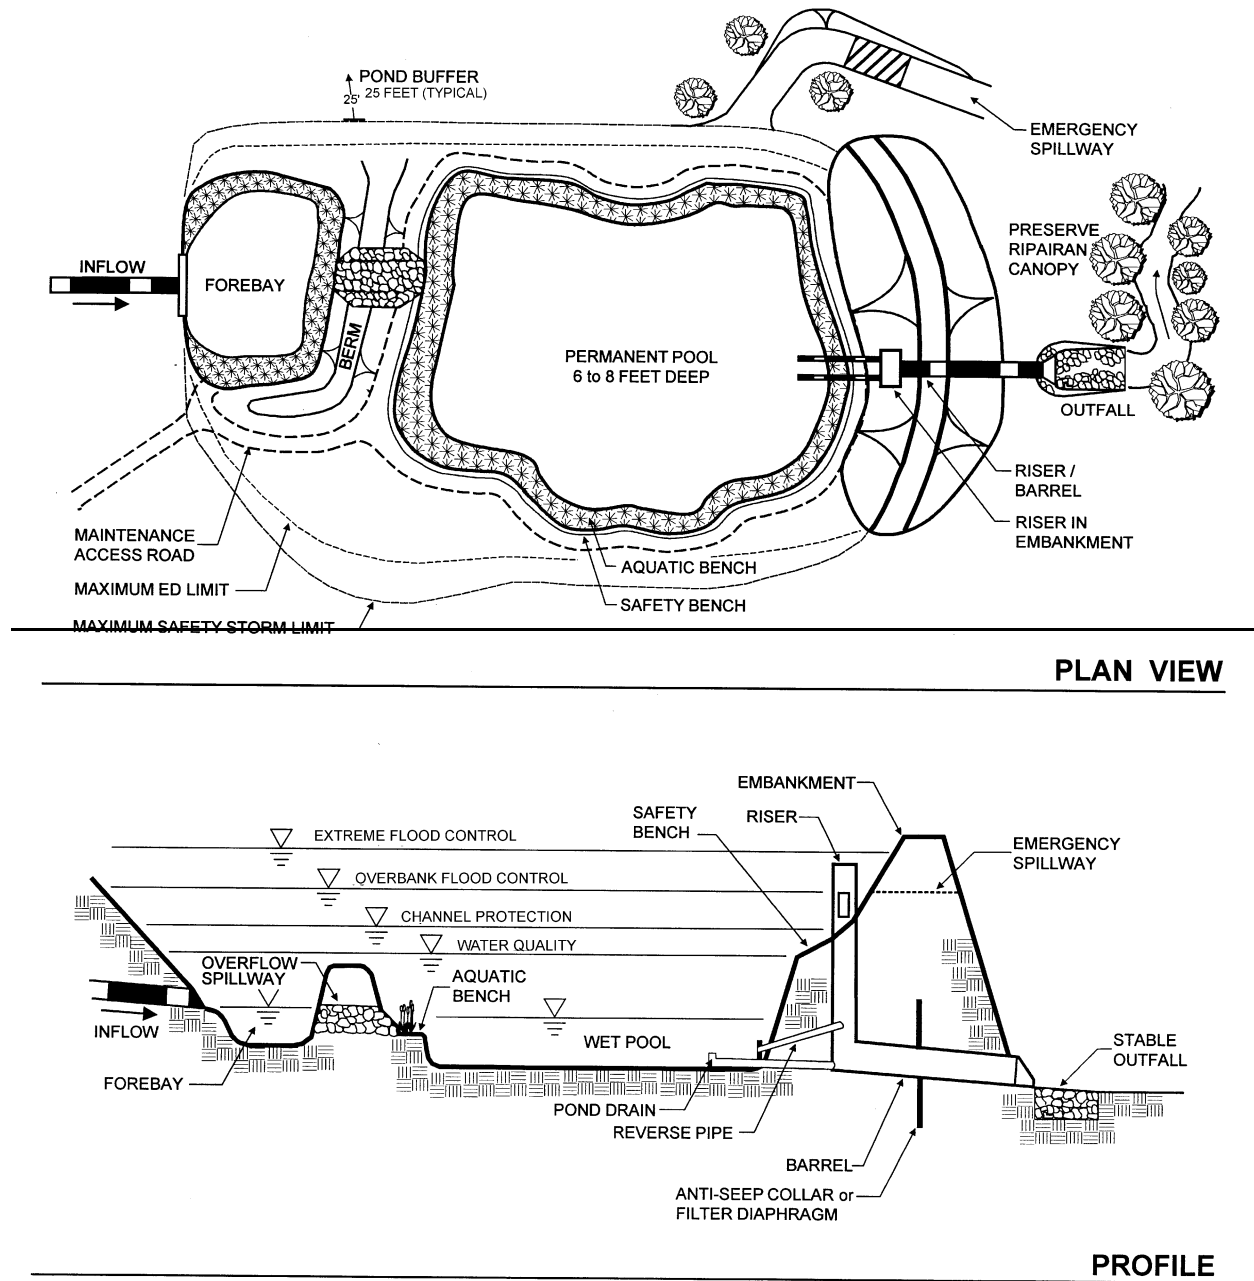 POND BUFFER
25' 25 FEET (TYPICAL)
EMERGENCY
SPILLWAY
PRESERVE
RIPAIRAN
CANOPY
INFLOW
FOREBAY
BERM
PERMANENT POOL
6 to 8 FEET DEEP
OUTFALL
RISER /
BARREL
RISER IN
EMBANKMENT
MAINTENANCE
ACCESS ROAD
AQUATIC BENCH
MAXIMUM ED LIMIT
SAFETY BENCH
MAXIMUM SAFETY STORM LIMIT
PLAN VIEW
EMBANKMENT
SAFETY
BENCH
RISER
EXTREME FLOOD CONTROL
EMERGENCY
SPILLWAY
OVERBANK FLOOD CONTROL
CHANNEL PROTECTION
WATER QUALITY
OVERFLOW
SPILLWAY
AQUATIC
BENCH
INFLOW
WET POOL
STABLE
OUTFALL
FOREBAY
POND DRAIN
REVERSE PIPE
BARREL
ANTI-SEEP COLLAR or
FILTER DIAPHRAGM
PROFILE